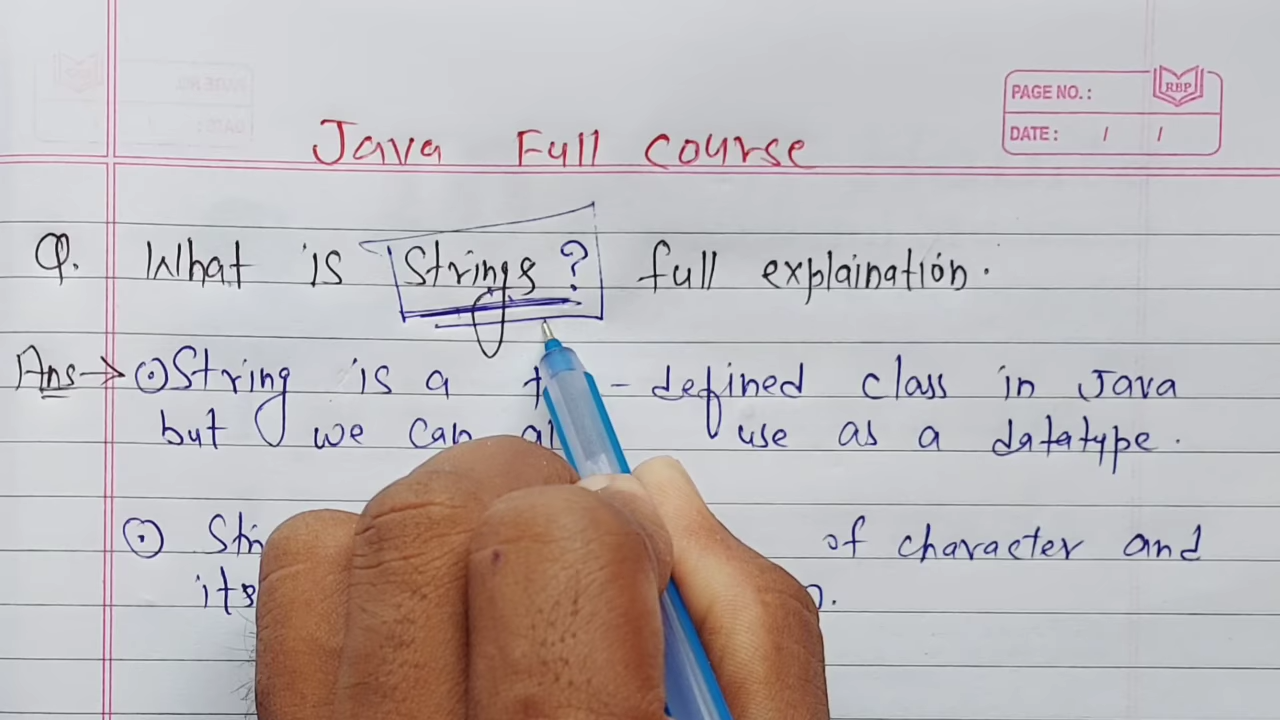 RBP
PAGE NO. :
DATE : / /
Java Full course
Q. What is Strings ? full explaination.
Ans → String is a - defined class in Java
but we can use as a datatype.
of character and
its